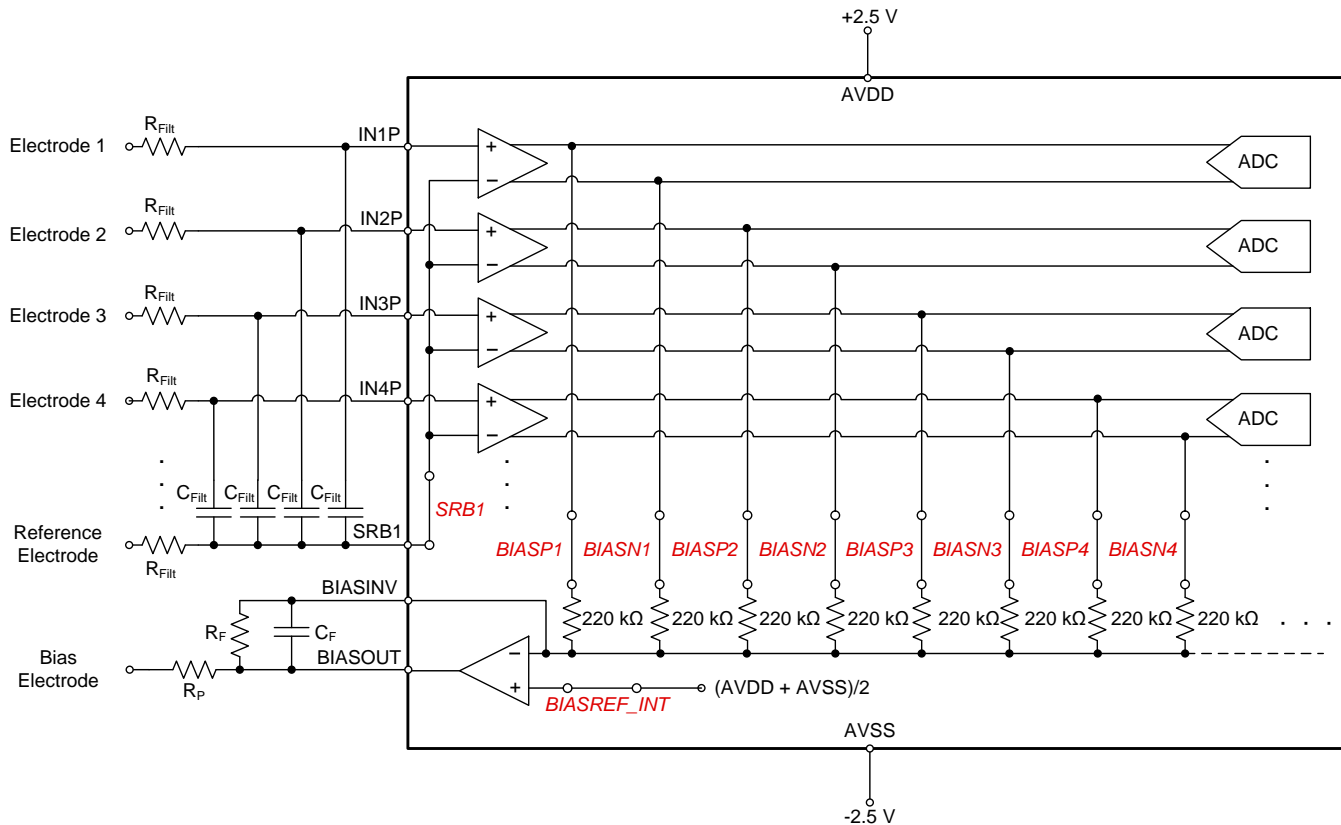 +2.5 V
AVDD
Electrode 1
RFilt
IN1P
+
−
ADC
Electrode 2
RFilt
IN2P
+
−
ADC
Electrode 3
RFilt
IN3P
+
−
ADC
Electrode 4
RFilt
IN4P
+
−
ADC
CFilt CFilt CFilt CFilt
SRB1
SRB1
Reference
Electrode
RFilt
BIASP1 BIASN1 BIASP2 BIASN2 BIASP3 BIASN3 BIASP4 BIASN4
BIASINV
220 kΩ 220 kΩ 220 kΩ 220 kΩ 220 kΩ 220 kΩ 220 kΩ 220 kΩ
RF
CF
BIASOUT
Bias
Electrode
RP
−
+
BIASREF_INT
(AVDD + AVSS)/2
AVSS
-2.5 V